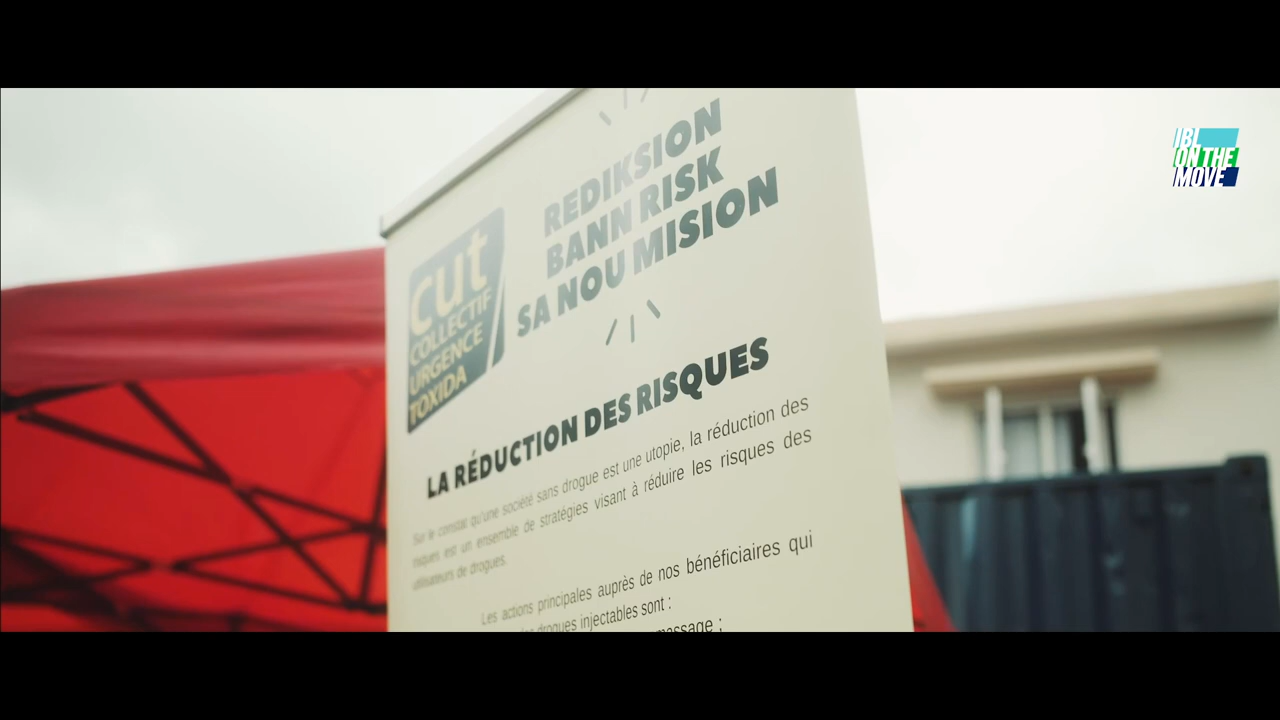 IBL
ON THE
MOVE
REDIKSION
BANN RISK
SA NOU MISION
cut
COLLECTIF
URGENCE
TOXIDA
LA RÉDUCTION DES RISQUES
Sur le constat qu'une société sans drogue est une utopie, la réduction des
risques est un ensemble de stratégies visant à réduire les risques des
utilisateurs de drogues.
Les actions principales auprès de nos bénéficiaires qui
drogues injectables sont :
message ;